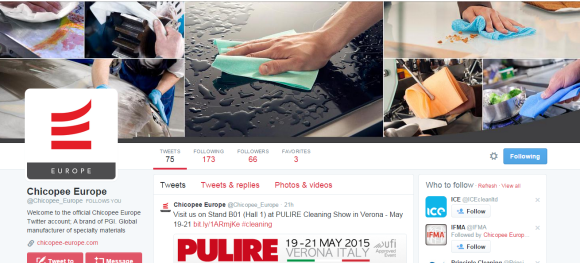 EUROPE
TWEETS FOLLOWING FOLLOWERS FAVORITES
75 173 66 3
Following
Chicopee Europe
@Chicopee_Europe FOLLOWS YOU
Welcome to the official Chicopee Europe
Twitter account; A brand of PGI. Global
manufacturer of specialty materials
chicopee-europe.com
Tweet to Message
Tweets Tweets & replies Photos & videos
Chicopee Europe @Chicopee_Europe · 21h
Visit us on Stand B01 (Hall 1) at PULIRE Cleaning Show in Verona - May
19-21 bit.ly/1ARmjKe #cleaning
PULIRE 19-21 MAY 2015
VERONA ITALY
ufi
Approved
Event
Who to follow · Refresh · View all
ICE @ICEcleanltd
ICE
Follow
IFMA @IFMA
IFMA
Followed by Chicopee Europ...
Follow